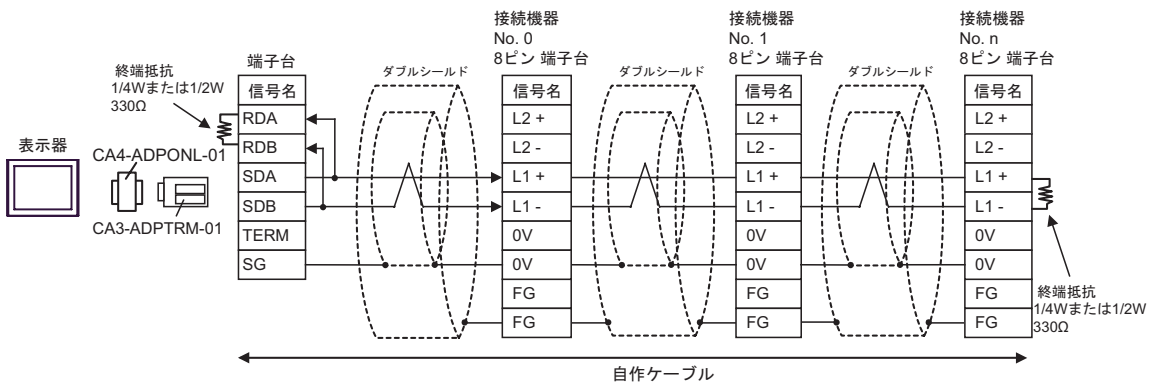 表示器
CA4-ADPONL-01
CA3-ADPTRM-01
終端抵抗
1/4Wまたは1/2W
330Ω
端子台
信号名
RDA
RDB
SDA
SDB
TERM
SG
ダブルシールド
接続機器
No. 0
8ピン 端子台
信号名
L2 +
L2 -
L1 +
L1 -
0V
0V
FG
FG
ダブルシールド
接続機器
No. 1
8ピン 端子台
信号名
L2 +
L2 -
L1 +
L1 -
0V
0V
FG
FG
ダブルシールド
接続機器
No. n
8ピン 端子台
信号名
L2 +
L2 -
L1 +
L1 -
0V
0V
FG
FG
終端抵抗
1/4Wまたは1/2W
330Ω
自作ケーブル